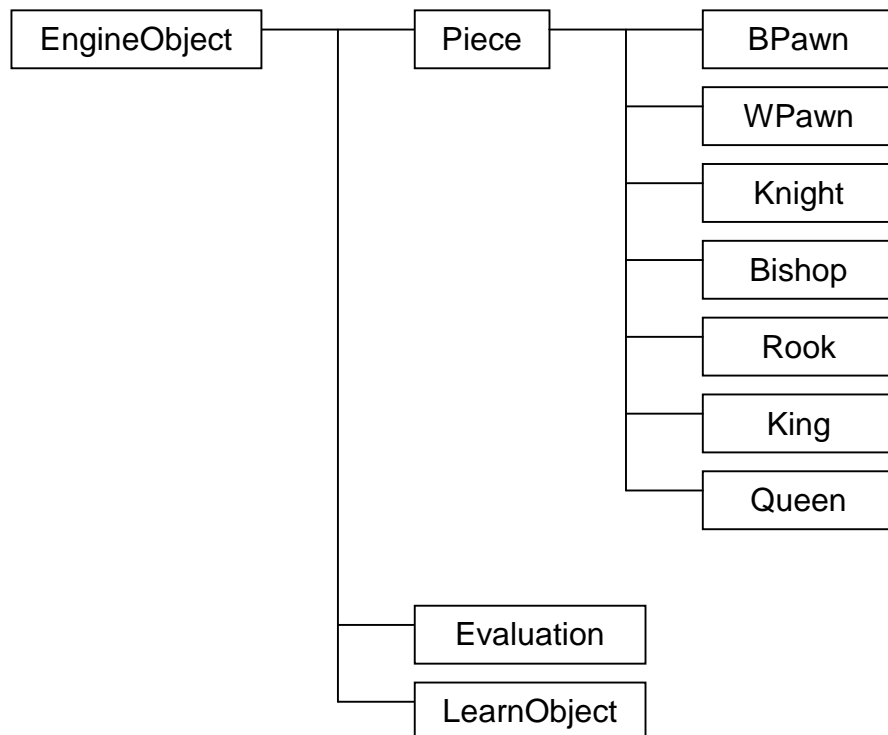 EngineObject
Piece
BPawn
WPawn
Knight
Bishop
Rook
King
Queen
Evaluation
LearnObject